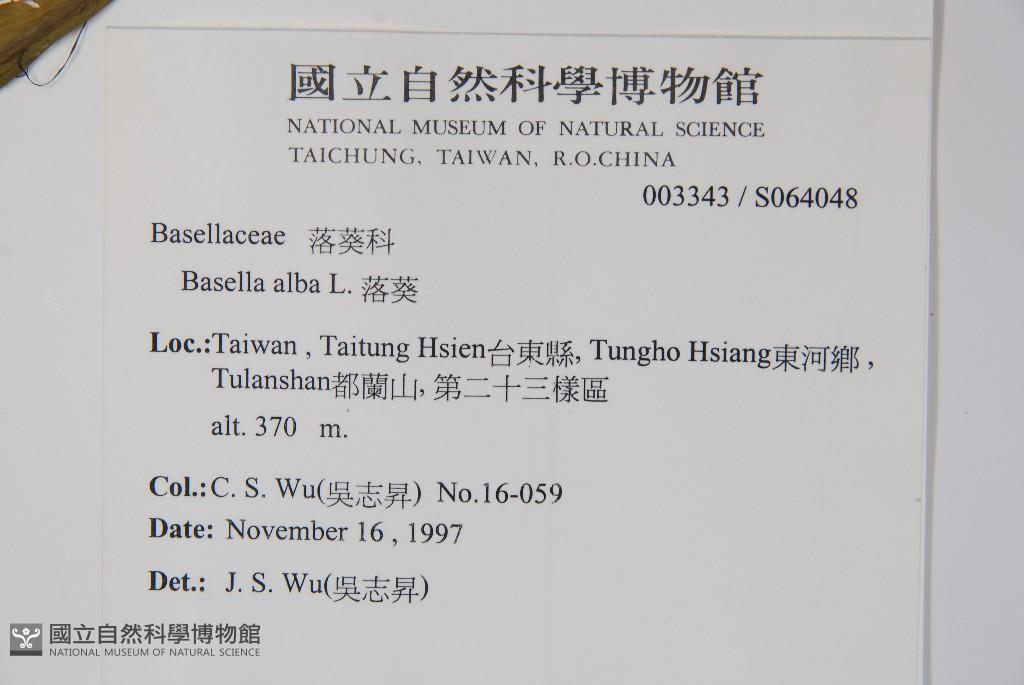 國立自然科學博物館
NATIONAL MUSEUM OF NATURAL SCIENCE
TAICHUNG, TAIWAN, R.O.CHINA
003343 / S064048
Basellaceae 落葵科
Basella alba L. 落葵
Loc.:Taiwan , Taitung Hsien台東縣, Tungho Hsiang東河鄉 ,
Tulanshan都蘭山, 第二十三樣區
alt. 370 m.
Col.:C. S. Wu(吳志昇) No.16-059
Date: November 16 , 1997
Det.: J. S. Wu(吳志昇)
國立自然科學博物館
NATIONAL MUSEUM OF NATURAL SCIENCE